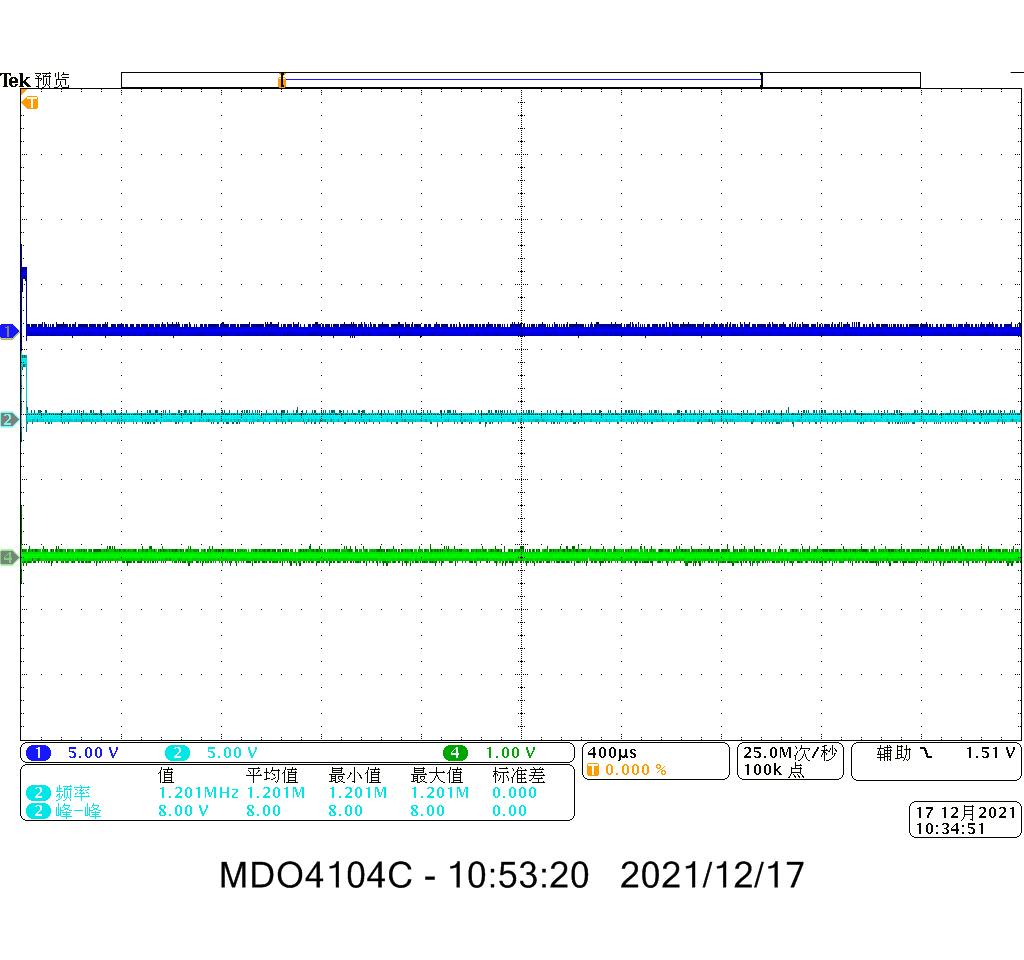 Tek 预览
T
1
2
4
1 5.00 V 2 5.00 V 4 1.00 V
400µs
T 0.000 %
25.0M次/秒
100k 点
辅助 1.51 V
值 平均值 最小值 最大值 标准差
2 频率 1.201MHz 1.201M 1.201M 1.201M 0.000
2 峰-峰 8.00 V 8.00 8.00 8.00 0.00
17 12月2021
10:34:51
MDO4104C - 10:53:20 2021/12/17